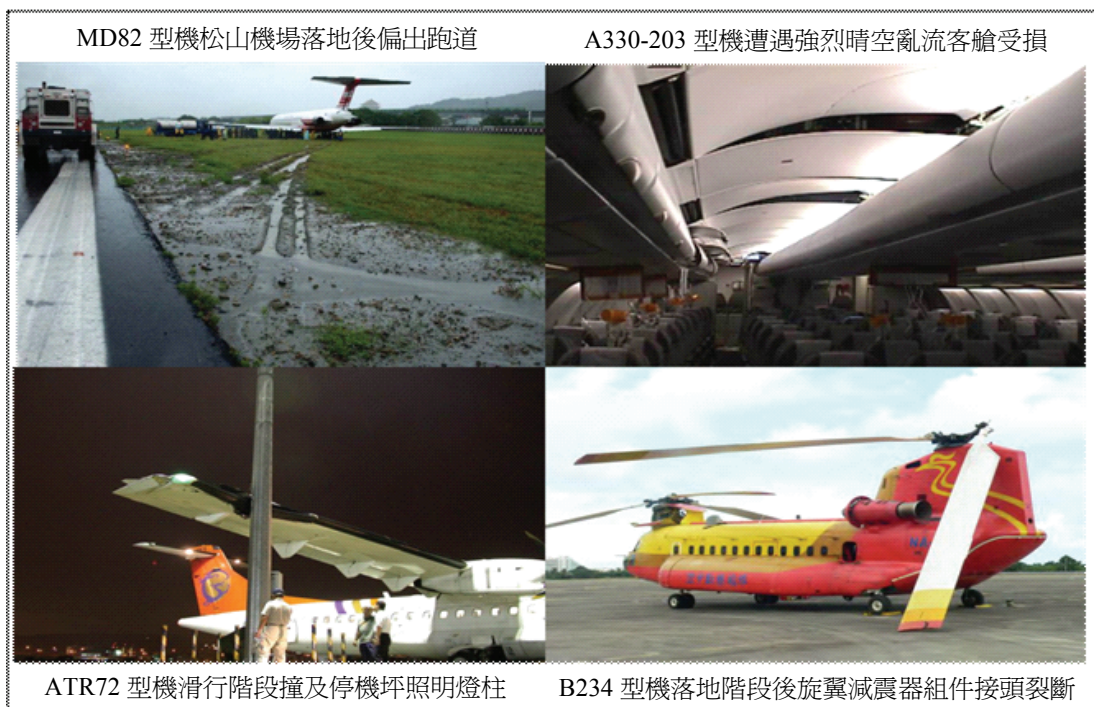 MD82 型機松山機場落地後偏出跑道
A330-203 型機遭遇強烈晴空亂流客艙受損
NA
ATR72 型機滑行階段撞及停機坪照明燈柱
B234 型機落地階段後旋翼減震器組件接頭裂斷